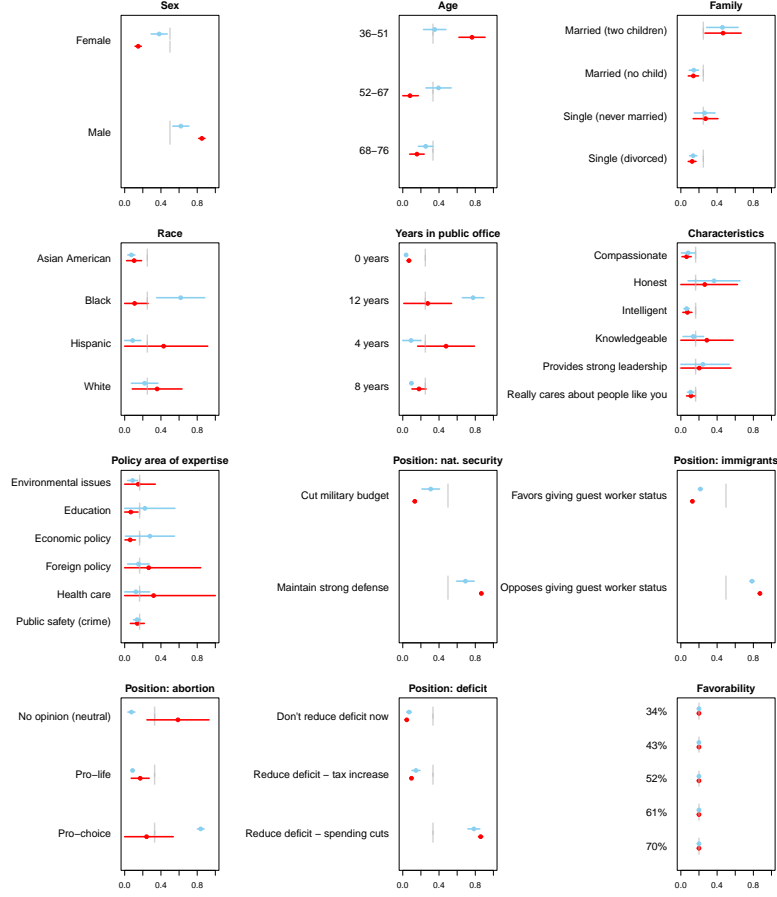 Sex
Female
Male
0.0 0.4 0.8
Age
36−51
52−67
68−76
0.0 0.4 0.8
Family
Married (two children)
Married (no child)
Single (never married)
Single (divorced)
0.0 0.4 0.8
Race
Asian American
Black
Hispanic
White
0.0 0.4 0.8
Years in public office
0 years
12 years
4 years
8 years
0.0 0.4 0.8
Characteristics
Compassionate
Honest
Intelligent
Knowledgeable
Provides strong leadership
Really cares about people like you
0.0 0.4 0.8
Policy area of expertise
Environmental issues
Education
Economic policy
Foreign policy
Health care
Public safety (crime)
0.0 0.4 0.8
Position: nat. security
Cut military budget
Maintain strong defense
0.0 0.4 0.8
Position: immigrants
Favors giving guest worker status
Opposes giving guest worker status
0.0 0.4 0.8
Position: abortion
No opinion (neutral)
Pro−life
Pro−choice
0.0 0.4 0.8
Position: deficit
Don't reduce deficit now
Reduce deficit − tax increase
Reduce deficit − spending cuts
0.0 0.4 0.8
Favorability
34%
43%
52%
61%
70%
0.0 0.4 0.8